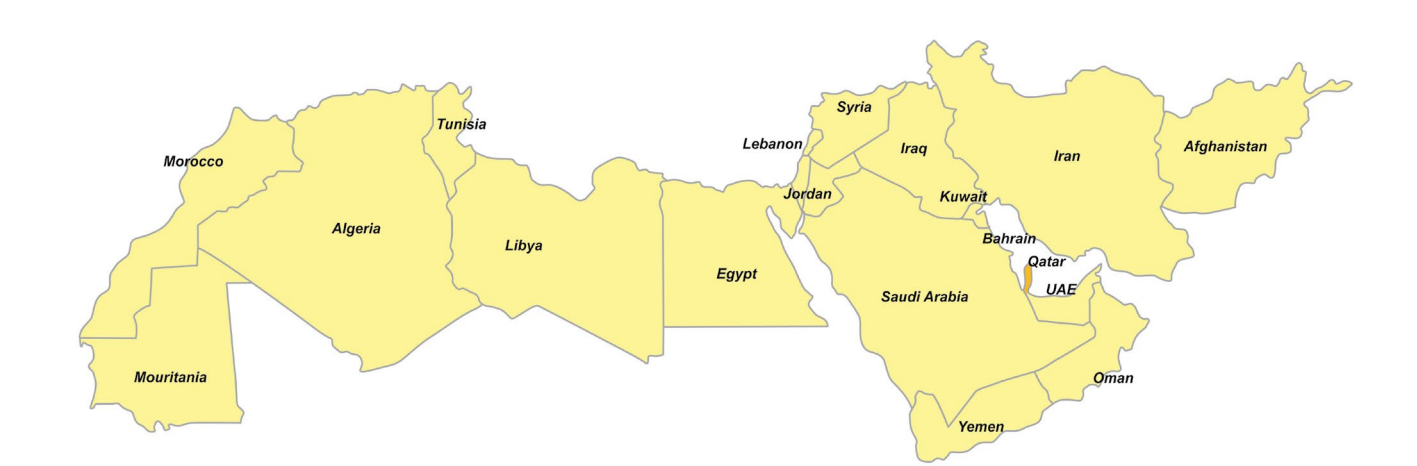 Syria
Tunisia
Lebanon
Iraq
Afghanistan
Iran
Morocco
Jordan
Kuwait
Algeria
Libya
Bahrain
Qatar
Egypt
UAE
Saudi Arabia
Mouritania
Oman
Yemen